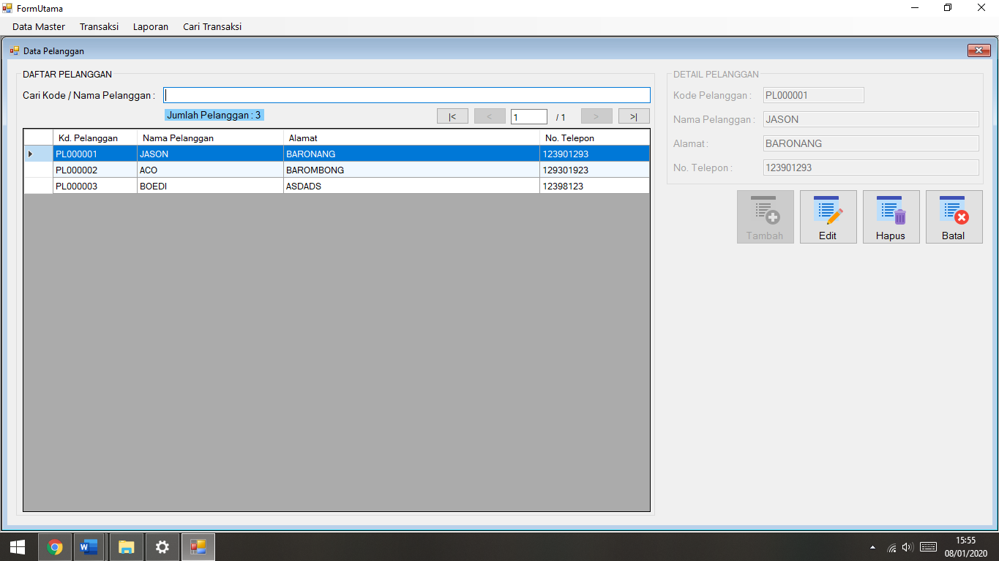 FormUtama
Data Master Transaksi Laporan Cari Transaksi
Data Pelanggan
DAFTAR PELANGGAN
Cari Kode / Nama Pelanggan :
Jumlah Pelanggan : 3
|< < 1 / 1 > >|
Kd. Pelanggan Nama Pelanggan Alamat No. Telepon
PL000001 JASON BARONANG 123901293
PL000002 ACO BAROMBONG 129301923
PL000003 BOEDI ASDADS 12398123
DETAIL PELANGGAN
Kode Pelanggan : PL000001
Nama Pelanggan : JASON
Alamat : BARONANG
No. Telepon : 123901293
Tambah Edit Hapus Batal
15:55
08/01/2020